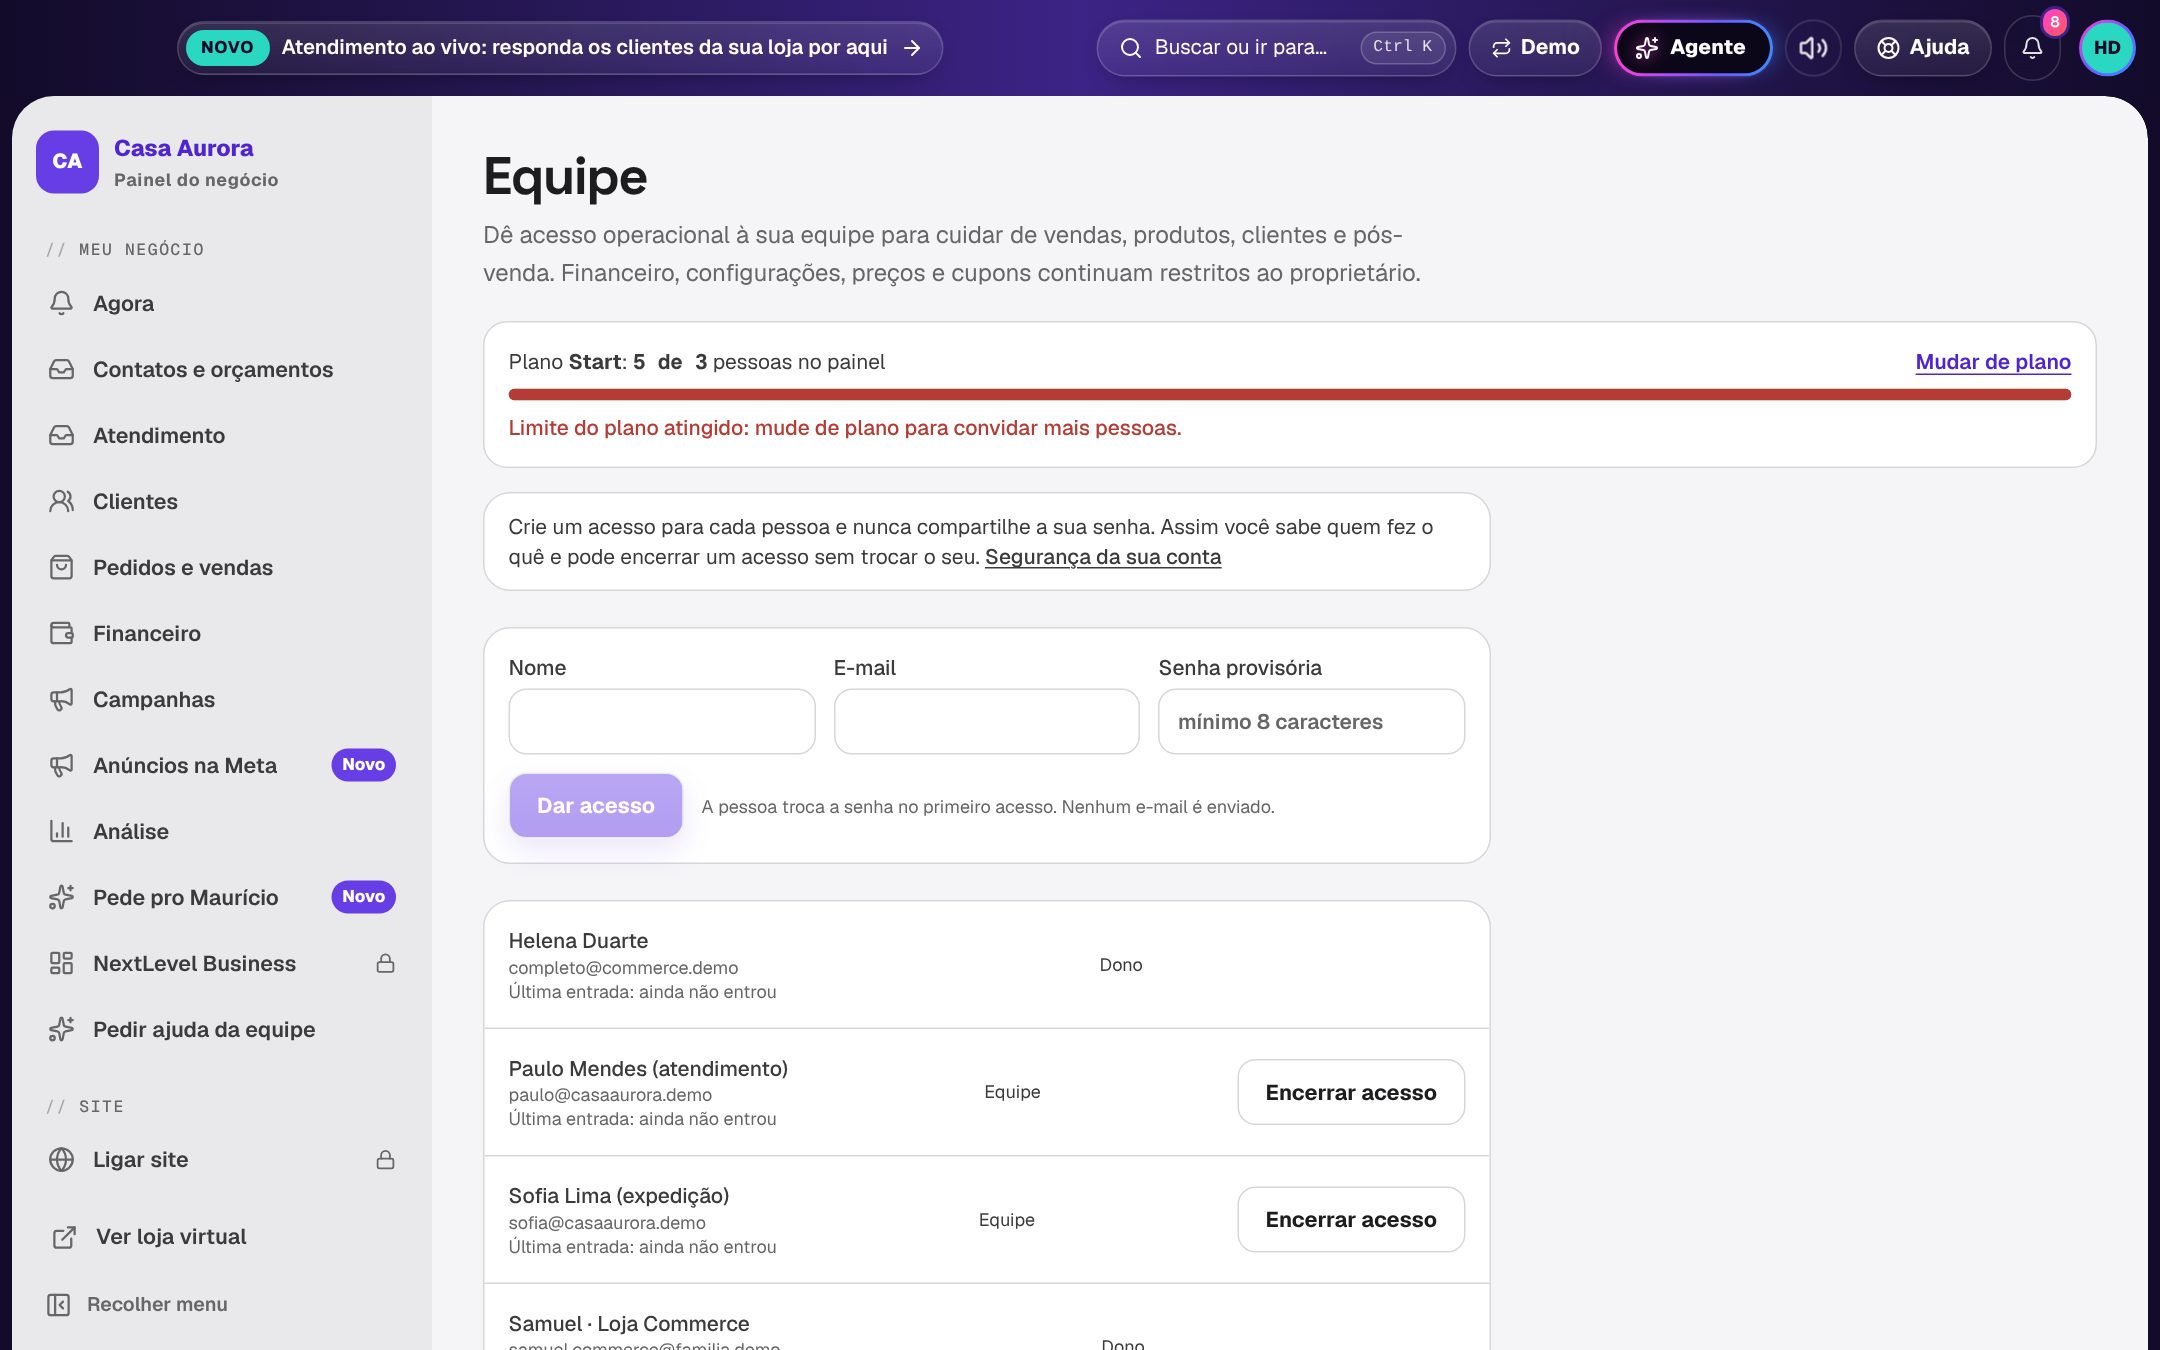 NOVO Atendimento ao vivo: responda os clientes da sua loja por aqui →
Buscar ou ir para... Ctrl K
Demo
Agente
Ajuda
8
HD
CA
Casa Aurora
Painel do negócio
// MEU NEGÓCIO
Agora
Contatos e orçamentos
Atendimento
Clientes
Pedidos e vendas
Financeiro
Campanhas
Anúncios na Meta Novo
Análise
Pede pro Maurício Novo
NextLevel Business
Pedir ajuda da equipe
// SITE
Ligar site
Ver loja virtual
Recolher menu
Equipe
Dê acesso operacional à sua equipe para cuidar de vendas, produtos, clientes e pós-
venda. Financeiro, configurações, preços e cupons continuam restritos ao proprietário.
Plano Start: 5 de 3 pessoas no painel
Mudar de plano
Limite do plano atingido: mude de plano para convidar mais pessoas.
Crie um acesso para cada pessoa e nunca compartilhe a sua senha. Assim você sabe quem fez o
quê e pode encerrar um acesso sem trocar o seu. Segurança da sua conta
Nome
E-mail
Senha provisória
mínimo 8 caracteres
Dar acesso
A pessoa troca a senha no primeiro acesso. Nenhum e-mail é enviado.
Helena Duarte
completo@commerce.demo
Última entrada: ainda não entrou
Dono
Paulo Mendes (atendimento)
paulo@casaaurora.demo
Última entrada: ainda não entrou
Equipe
Encerrar acesso
Sofia Lima (expedição)
sofia@casaaurora.demo
Última entrada: ainda não entrou
Equipe
Encerrar acesso
Samuel · Loja Commerce
samuel.commerce@familia.demo
Dono